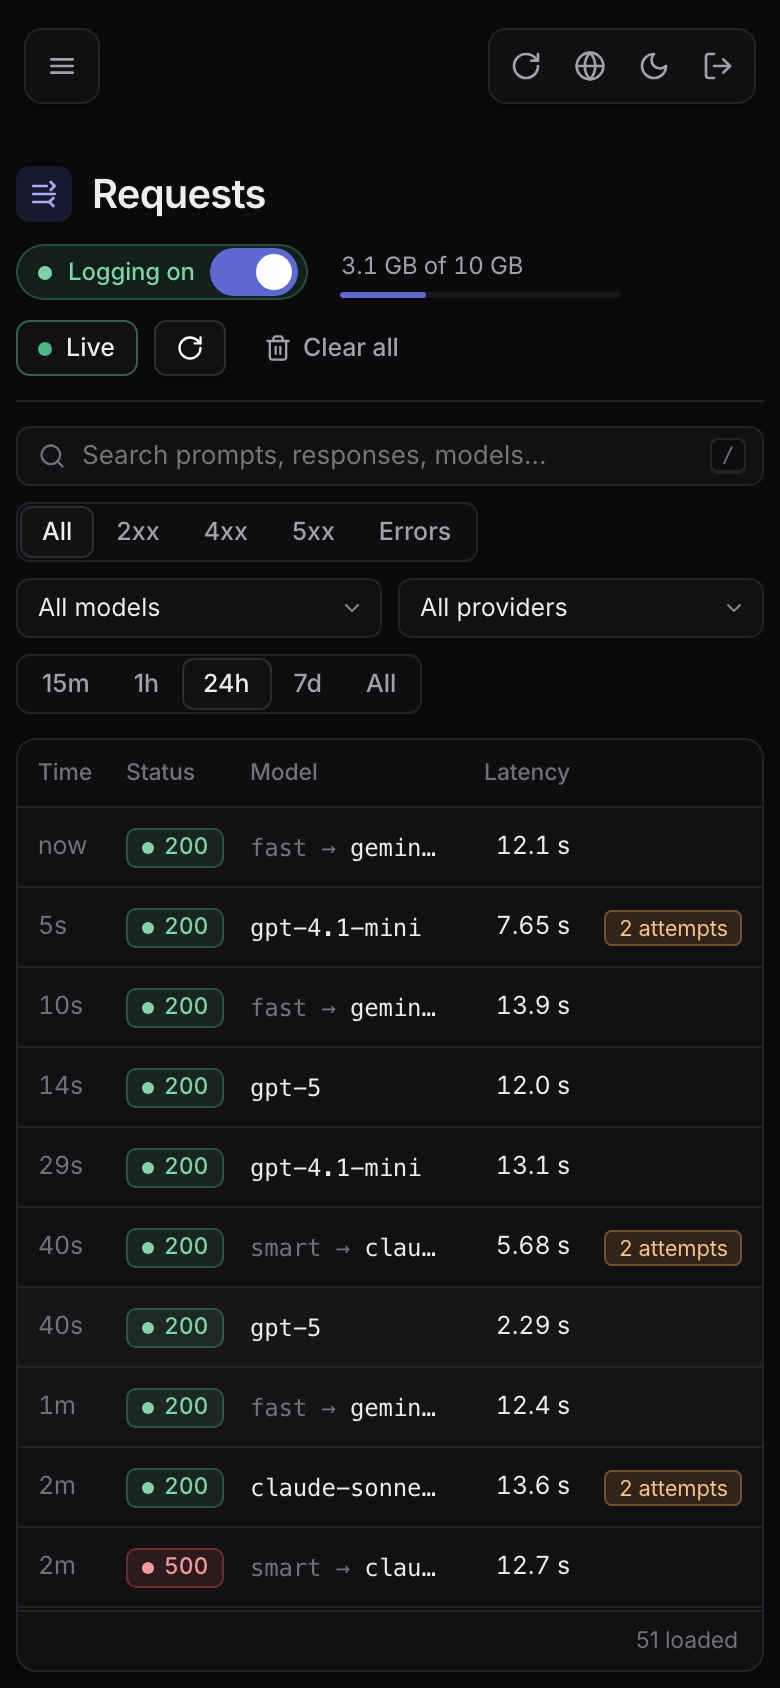 Requests
Logging on 3.1 GB of 10 GB
Live Clear all
Search prompts, responses, models... /
All 2xx 4xx 5xx Errors
All models All providers
15m 1h 24h 7d All
Time Status Model Latency
now 200 fast → gemin… 12.1 s
5s 200 gpt-4.1-mini 7.65 s 2 attempts
10s 200 fast → gemin… 13.9 s
14s 200 gpt-5 12.0 s
29s 200 gpt-4.1-mini 13.1 s
40s 200 smart → clau… 5.68 s 2 attempts
40s 200 gpt-5 2.29 s
1m 200 fast → gemin… 12.4 s
2m 200 claude-sonne… 13.6 s 2 attempts
2m 500 smart → clau… 12.7 s
51 loaded